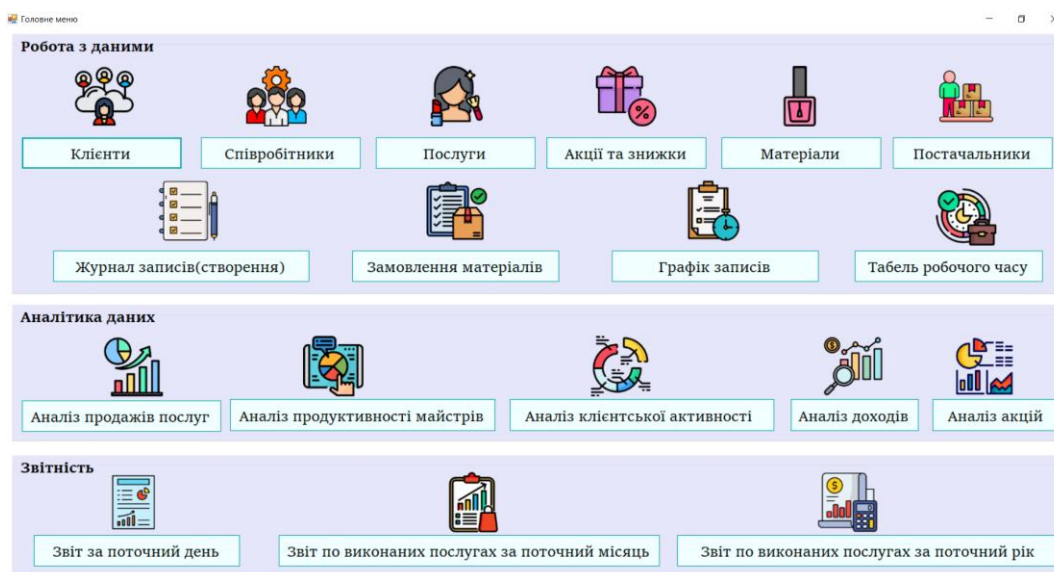 Головне меню
Робота з даними
Клієнти
Співробітники
Послуги
Акції та знижки
Матеріали
Постачальники
Журнал записів(створення)
Замовлення матеріалів
Графік записів
Табель робочого часу
Аналітика даних
Аналіз продажів послуг
Аналіз продуктивності майстрів
Аналіз клієнтської активності
Аналіз доходів
Аналіз акцій
Звітність
Звіт за поточний день
Звіт по виконаних послугах за поточний місяць
Звіт по виконаних послугах за поточний рік